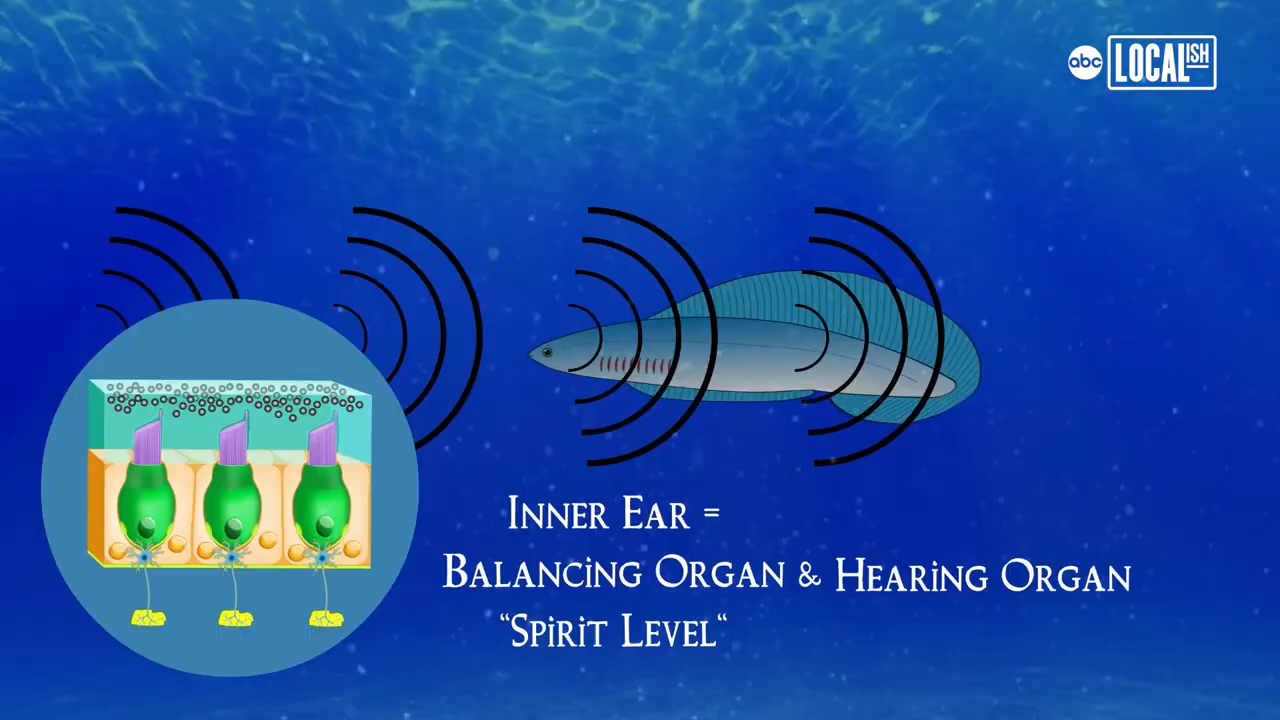 abc LOCALISH
Inner Ear =
Balancing Organ & Hearing Organ
“Spirit Level“